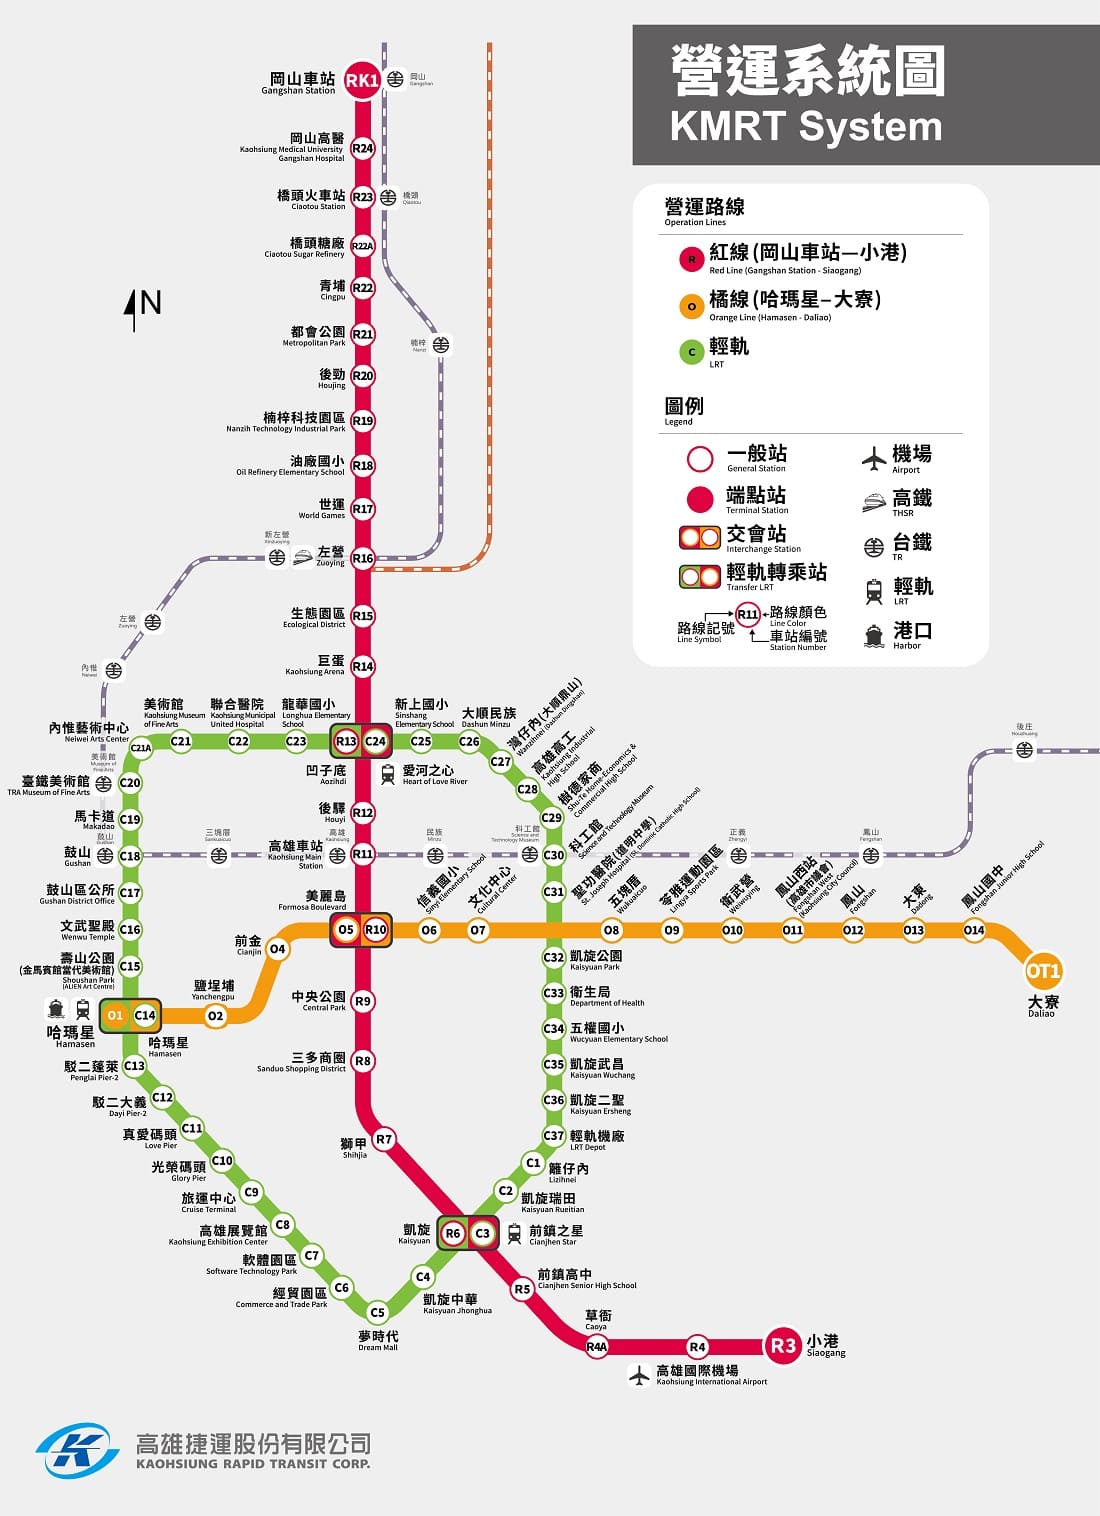 營運系統圖
KMRT System
營運路線
Operation Lines
R
紅線(岡山車站—小港)
Red Line (Gangshan Station - Siaogang)
O
橘線(哈瑪星–大寮)
Orange Line (Hamasen - Daliao)
C
輕軌
LRT
圖例
Legend
一般站
General Station
端點站
Terminal Station
交會站
Interchange Station
輕軌轉乘站
Transfer LRT
路線記號
Line Symbol
R11
路線顏色
Line Color
車站編號
Station Number
機場
Airport
高鐵
THSR
台鐵
TR
輕軌
LRT
港口
Harbor
N
岡山車站
Gangshan Station
RK1
岡山
Gangshan
岡山高醫
Kaohsiung Medical University
Gangshan Hospital
R24
橋頭火車站
Ciaotou Station
R23
橋頭
Qiaotou
橋頭糖廠
Ciaotou Sugar Refinery
R22A
青埔
Cingpu
R22
都會公園
Metropolitan Park
R21
楠梓
Nanzi
後勁
Houjing
R20
楠梓科技園區
Nanzih Technology Industrial Park
R19
油廠國小
Oil Refinery Elementary School
R18
世運
World Games
R17
新左營
Xinzuoying
左營
Zuoying
R16
左營
Zuoying
生態園區
Ecological District
R15
內惟
Neiwei
巨蛋
Kaohsiung Arena
R14
內惟藝術中心
Neiwei Arts Center
C21A
美術館
Kaohsiung Museum
of Fine Arts
C21
聯合醫院
Kaohsiung Municipal
United Hospital
C22
龍華國小
Longhua Elementary
School
C23
R13
C24
凹子底
Aozihdi
愛河之心
Heart of Love River
新上國小
Sinshang
Elementary School
C25
大順民族
Dashun Minzu
C26
灣仔內(大順鼎山)
Wanzihnei (Dashun Dingshan)
C27
高雄高工
Kaohsiung Industrial
High School
C28
樹德家商
Shu-Te Home-Economics &
Commercial High School
C29
科工館
Science and Technology Museum
C30
聖功醫院(道明中學)
St. Joseph Hospital (St. Dominic Catholic High School)
C31
美術館
Museum of
Fine Arts
臺鐵美術館
TRA Museum of Fine Arts
C20
馬卡道
Makadao
C19
鼓山
Gushan
鼓山
Gushan
C18
三塊厝
Sankuaicuo
後驛
Houyi
R12
高雄車站
Kaohsiung Main
Station
高雄
Kaohsiung
R11
民族
Minzu
科工館
Science and
Technology Museum
正義
Zhengyi
鳳山
Fengshan
後庄
Houzhuang
鼓山區公所
Gushan District Office
C17
文武聖殿
Wenwu Temple
C16
壽山公園
(金馬賓館當代美術館)
Shoushan Park
(ALIEN Art Centre)
C15
O1
C14
哈瑪星
Hamasen
哈瑪星
Hamasen
鹽埕埔
Yanchengpu
O2
前金
Cianjin
O4
美麗島
Formosa Boulevard
O5
R10
信義國小
Sinyi Elementary School
O6
文化中心
Cultural Center
O7
五塊厝
Wukuaicuo
O8
苓雅運動園區
Lingya Sports Park
O9
衛武營
Weiwuying
O10
鳳山西站
(高雄市議會)
Fongshan West
(Kaohsiung City Council)
O11
鳳山
Fongshan
O12
大東
Dadong
O13
鳳山國中
Fongshan Junior High School
O14
OT1
大寮
Daliao
中央公園
Central Park
R9
三多商圈
Sanduo Shopping District
R8
獅甲
Shihjia
R7
C32
凱旋公園
Kaisyuan Park
C33
衛生局
Department of Health
C34
五權國小
Wucyuan Elementary School
C35
凱旋武昌
Kaisyuan Wuchang
C36
凱旋二聖
Kaisyuan Ersheng
C37
輕軌機廠
LRT Depot
C1
籬仔內
Lizihnei
C2
凱旋瑞田
Kaisyuan Rueitian
凱旋
Kaisyuan
R6
C3
前鎮之星
Cianjhen Star
駁二蓬萊
Penglai Pier-2
C13
駁二大義
Dayi Pier-2
C12
真愛碼頭
Love Pier
C11
光榮碼頭
Glory Pier
C10
旅運中心
Cruise Terminal
C9
高雄展覽館
Kaohsiung Exhibition Center
C8
軟體園區
Software Technology Park
C7
經貿園區
Commerce and Trade Park
C6
C5
夢時代
Dream Mall
C4
凱旋中華
Kaisyuan Jhonghua
R5
前鎮高中
Cianjhen Senior High School
草衙
Caoya
R4A
R4
高雄國際機場
Kaohsiung International Airport
R3
小港
Siaogang
高雄捷運股份有限公司
KAOHSIUNG RAPID TRANSIT CORP.